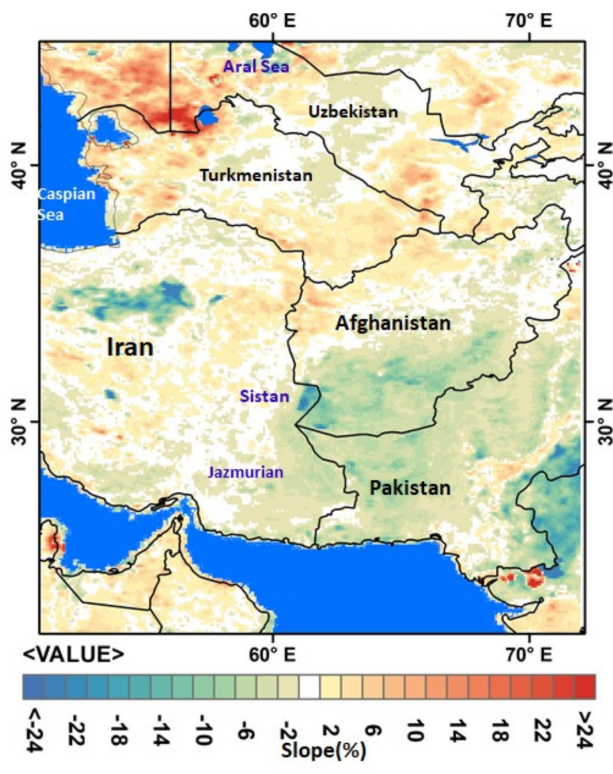 60° E 70° E
Aral Sea
Uzbekistan
40° N 40° N
Turkmenistan
Caspian
Sea
Afghanistan
Iran
Sistan
30° N 30° N
Jazmurian
Pakistan
<VALUE> 60° E 70° E
<-24 -22 -18 -14 -10 -6 -2 2 6 10 14 18 22 >24
Slope(%)